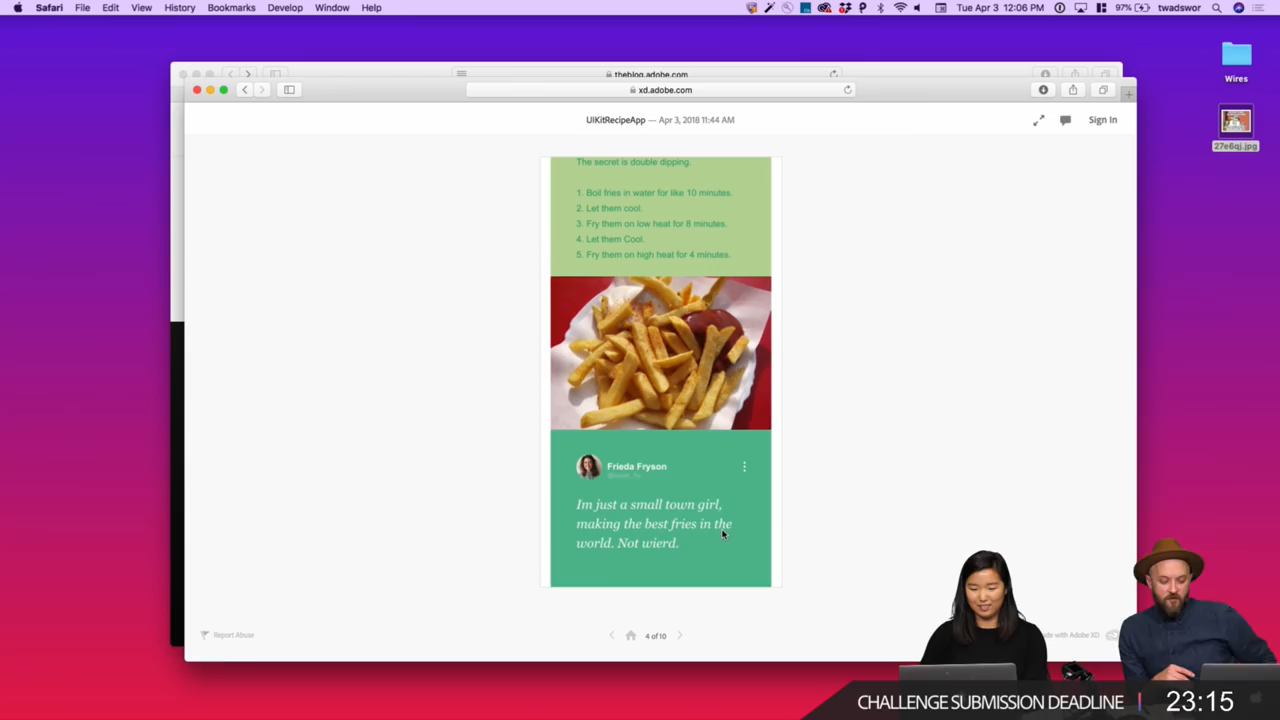 Safari File Edit View History Bookmarks Develop Window Help
97% Tue Apr 3 12:06 PM twadswor
theblog.adobe.com
xd.adobe.com
Wires
27e6qj.jpg
UIKitRecipeApp — Apr 3, 2018 11:44 AM
Sign In
The secret is double dipping.
1. Boil fries in water for like 10 minutes.
2. Let them cool.
3. Fry them on low heat for 8 minutes.
4. Let them Cool.
5. Fry them on high heat for 4 minutes.
Frieda Fryson
Im just a small town girl,
making the best fries in the
world. Not wierd.
Report Abuse
4 of 10
with Adobe XD
CHALLENGE SUBMISSION DEADLINE | 23:15